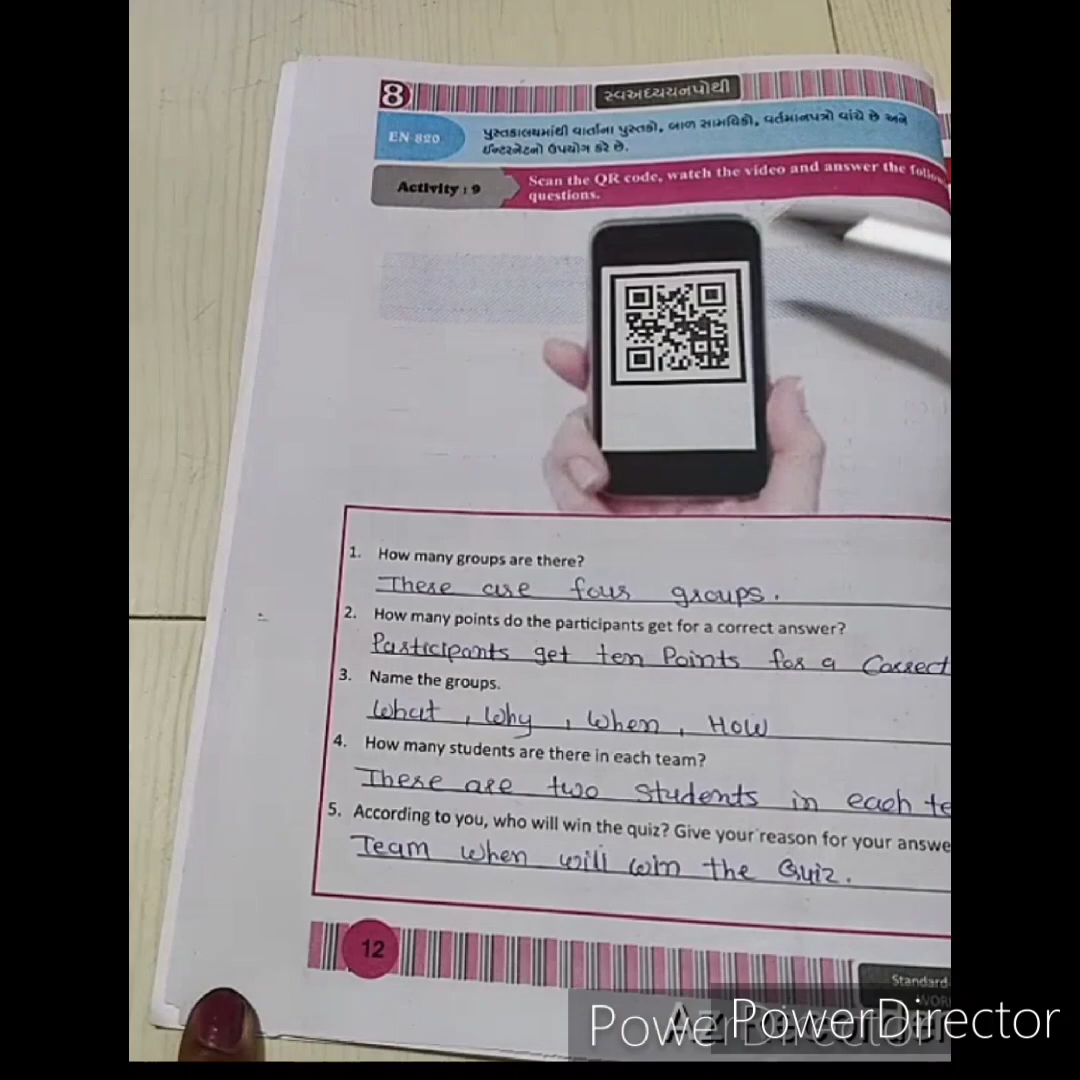 8
સ્વઅધ્યયનપોથી
EN 820
પુસ્તકાલયમાંથી વાર્તાના પુસ્તકો, બાળ સામયિકો, વર્તમાનપત્રો વાંચે છે અને
ઈન્ટરનેટનો ઉપયોગ કરે છે.
Activity : 9
Scan the QR code, watch the video and answer the
questions.
1. How many groups are there?
There are four groups.
2. How many points do the participants get for a correct answer?
Participants get ten Points for a Correct
3. Name the groups.
What, Why, When, How
4. How many students are there in each team?
There are two students in each
5. According to you, who will win the quiz? Give your reason for your
Team when will win the Quiz.
12
Standard
PowerDirector